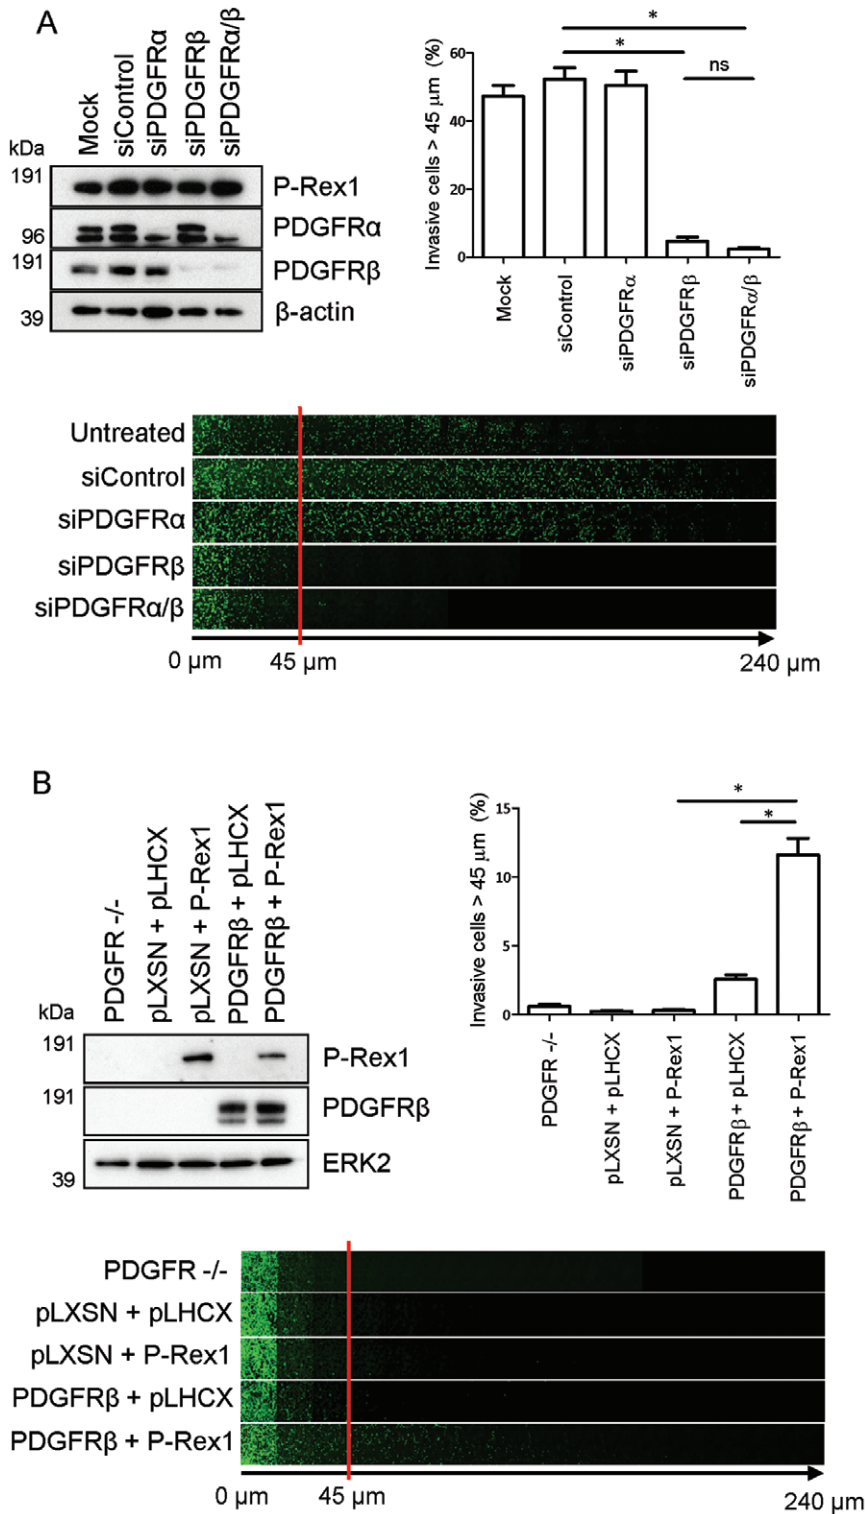 A
kDa
Mock
siControl
siPDGFRα
siPDGFRβ
siPDGFRα/β
191
P-Rex1
96
PDGFRα
191
PDGFRβ
39
β-actin
Invasive cells > 45 μm (%)
60
40
20
0
*
*
ns
Mock
siControl
siPDGFRα
siPDGFRβ
siPDGFRα/β
Untreated
siControl
siPDGFRα
siPDGFRβ
siPDGFRα/β
0 μm 45 μm 240 μm
B
kDa
PDGFR -/-
pLXSN + pLHCX
pLXSN + P-Rex1
PDGFRβ + pLHCX
PDGFRβ + P-Rex1
191
P-Rex1
191
PDGFRβ
39
ERK2
Invasive cells > 45 μm (%)
15
10
5
0
*
*
PDGFR -/-
pLXSN + pLHCX
pLXSN + P-Rex1
PDGFRβ + pLHCX
PDGFRβ + P-Rex1
PDGFR -/-
pLXSN + pLHCX
pLXSN + P-Rex1
PDGFRβ + pLHCX
PDGFRβ + P-Rex1
0 μm 45 μm 240 μm